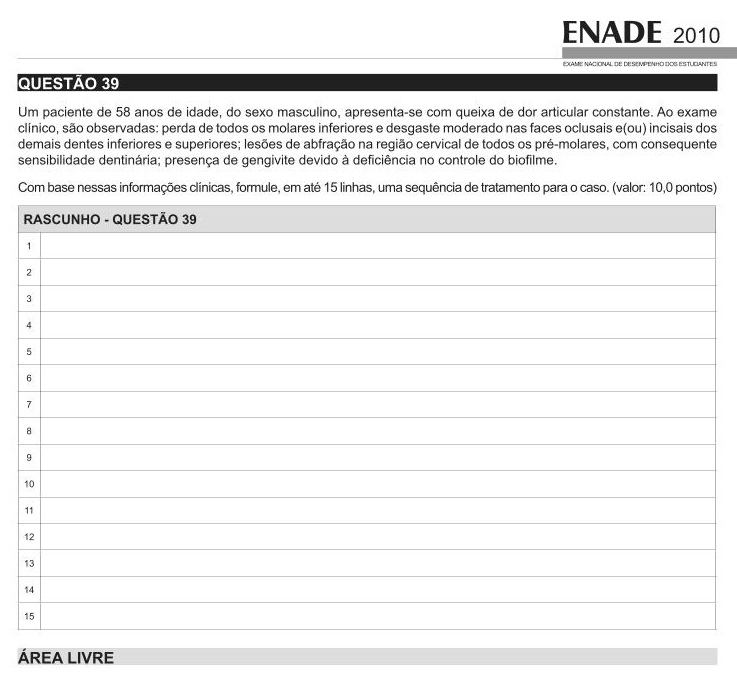 ENADE 2010
EXAME NACIONAL DE DESEMPENHO DOS ESTUDANTES
QUESTÃO 39
Um paciente de 58 anos de idade, do sexo masculino, apresenta-se com queixa de dor articular constante. Ao exame
clínico, são observadas: perda de todos os molares inferiores e desgaste moderado nas faces oclusais e(ou) incisais dos
demais dentes inferiores e superiores; lesões de abfração na região cervical de todos os pré-molares, com consequente
sensibilidade dentinária; presença de gengivite devido à deficiência no controle do biofilme.
Com base nessas informações clínicas, formule, em até 15 linhas, uma sequência de tratamento para o caso. (valor: 10,0 pontos)
RASCUNHO - QUESTÃO 39
1
2
3
4
5
6
7
8
9
10
11
12
13
14
15
ÁREA LIVRE